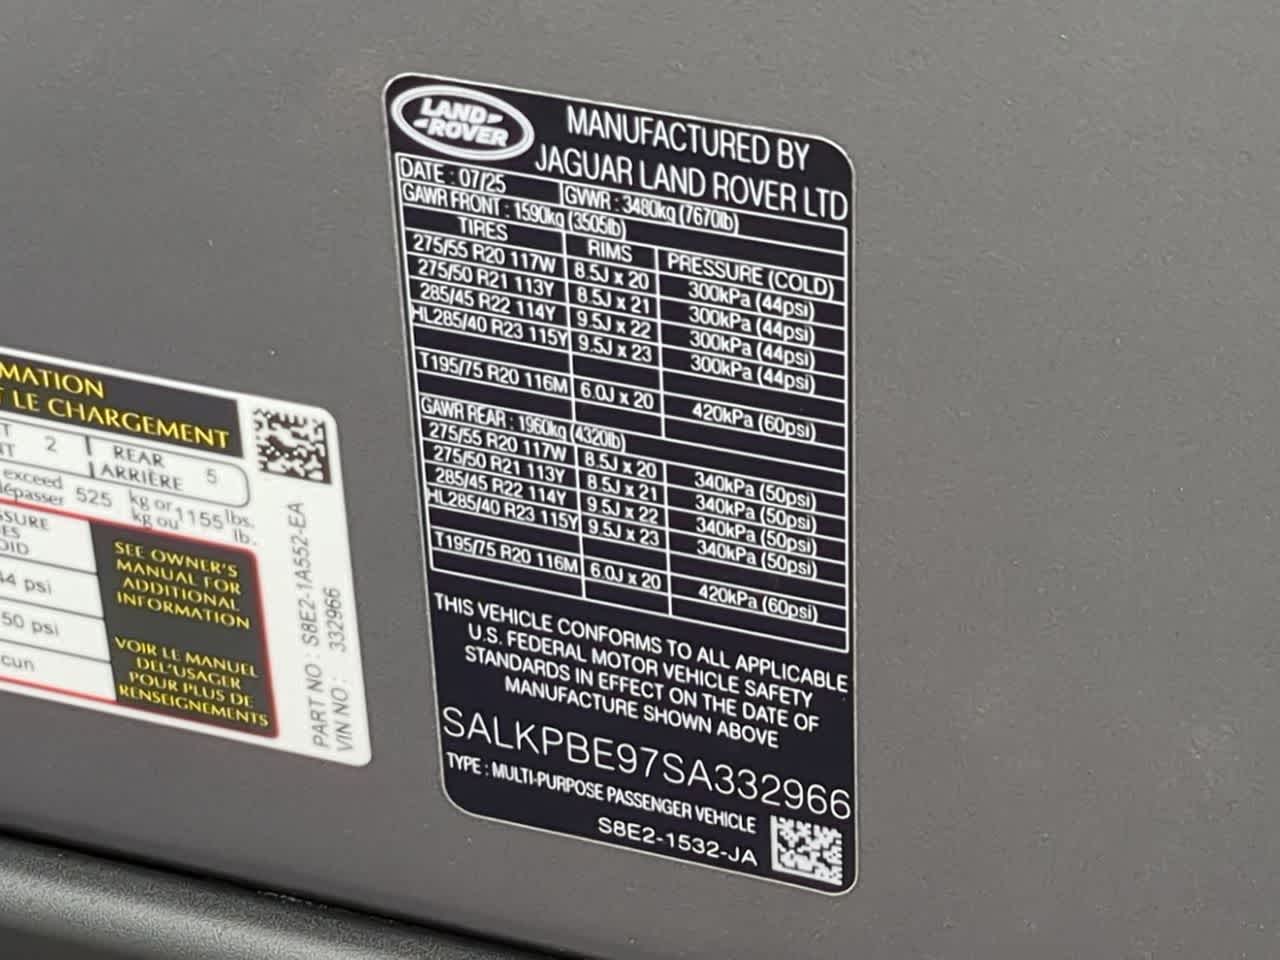 LAND
ROVER
MANUFACTURED BY
JAGUAR LAND ROVER LTD
DATE : 07/25 GVWR : 3480kg (7670lb)
GAWR FRONT : 1590kg (3505lb)
TIRES RIMS PRESSURE (COLD)
275/55 R20 117W 8.5J x 20 300kPa (44psi)
275/50 R21 113Y 8.5J x 21 300kPa (44psi)
285/45 R22 114Y 9.5J x 22 300kPa (44psi)
HL285/40 R23 115Y 9.5J x 23 300kPa (44psi)
T195/75 R20 116M 6.0J x 20 420kPa (60psi)
GAWR REAR : 1960kg (4320lb)
275/55 R20 117W 8.5J x 20 340kPa (50psi)
275/50 R21 113Y 8.5J x 21 340kPa (50psi)
285/45 R22 114Y 9.5J x 22 340kPa (50psi)
HL285/40 R23 115Y 9.5J x 23 340kPa (50psi)
T195/75 R20 116M 6.0J x 20 420kPa (60psi)
THIS VEHICLE CONFORMS TO ALL APPLICABLE
U.S. FEDERAL MOTOR VEHICLE SAFETY
STANDARDS IN EFFECT ON THE DATE OF
MANUFACTURE SHOWN ABOVE
SALKPBE97SA332966
TYPE : MULTI-PURPOSE PASSENGER VEHICLE
S8E2-1532-JA
MATION
T LE CHARGEMENT
2 REAR 5
ARRIÈRE
exceed 525 kg or 1155 lbs.
dépasser kg ou lb.
SSURE
OID
44 psi
50 psi
cun
SEE OWNER'S
MANUAL FOR
ADDITIONAL
INFORMATION
VOIR LE MANUEL
DEL'USAGER
POUR PLUS DE
RENSEIGNEMENTS
PART NO : S8E2-1A552-EA
VIN NO : 332966